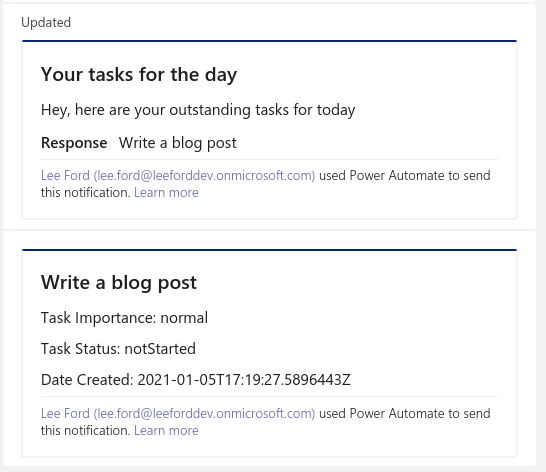 Updated
Your tasks for the day
Hey, here are your outstanding tasks for today
Response Write a blog post
Lee Ford (lee.ford@leeforddev.onmicrosoft.com) used Power Automate to send
this notification. Learn more
Write a blog post
Task Importance: normal
Task Status: notStarted
Date Created: 2021-01-05T17:19:27.5896443Z
Lee Ford (lee.ford@leeforddev.onmicrosoft.com) used Power Automate to send
this notification. Learn more